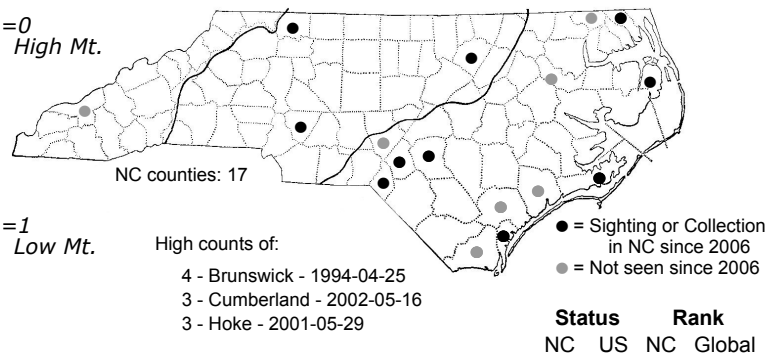 =0
High Mt.
NC counties: 17
=1
Low Mt.
High counts of:
4 - Brunswick - 1994-04-25
3 - Cumberland - 2002-05-16
3 - Hoke - 2001-05-29
● = Sighting or Collection
in NC since 2006
● = Not seen since 2006
Status Rank
NC US NC Global